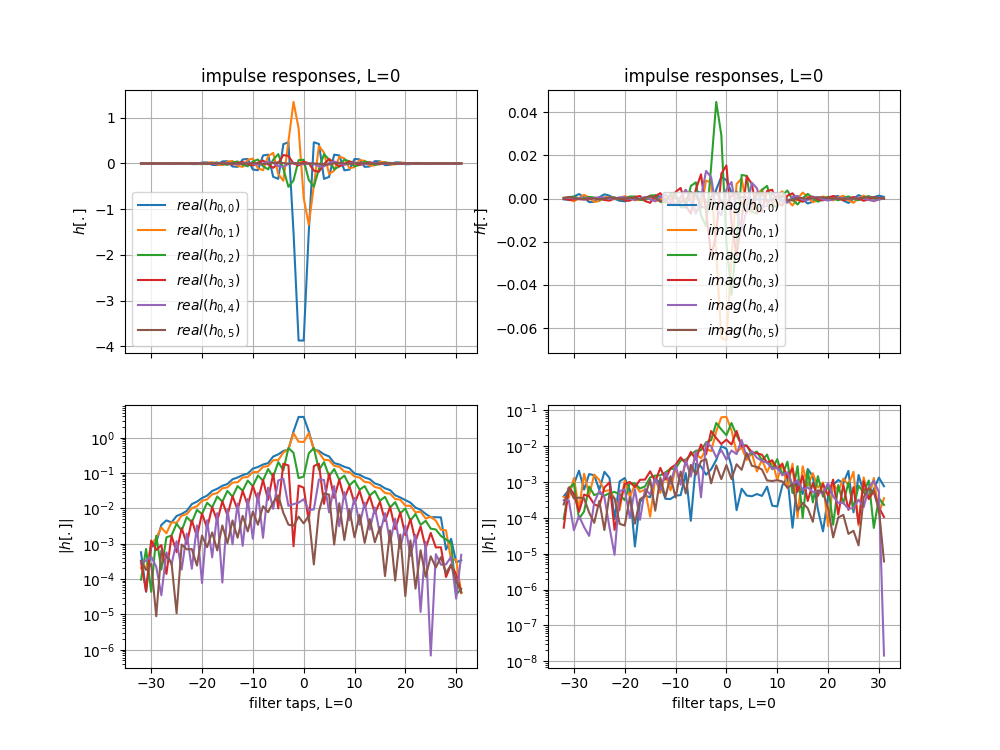 impulse responses, L=0
impulse responses, L=0
h[.]
1
0
−1
−2
−3
−4
real(h0,0)
real(h0,1)
real(h0,2)
real(h0,3)
real(h0,4)
real(h0,5)
h[.]
0.04
0.02
0.00
−0.02
−0.04
−0.06
imag(h0,0)
imag(h0,1)
imag(h0,2)
imag(h0,3)
imag(h0,4)
imag(h0,5)
|h[.]|
10⁰
10⁻¹
10⁻²
10⁻³
10⁻⁴
10⁻⁵
10⁻⁶
−30 −20 −10 0 10 20 30
filter taps, L=0
|h[.]|
10⁻¹
10⁻²
10⁻³
10⁻⁴
10⁻⁵
10⁻⁶
10⁻⁷
10⁻⁸
−30 −20 −10 0 10 20 30
filter taps, L=0